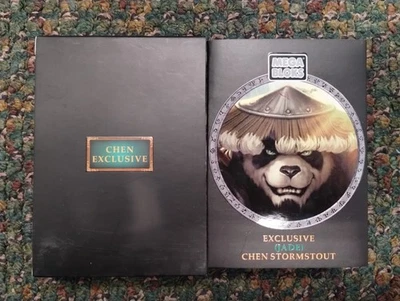 CHEN
EXCLUSIVE
MEGA
BLOKS
EXCLUSIVE
(JADE)
CHEN STORMSTOUT